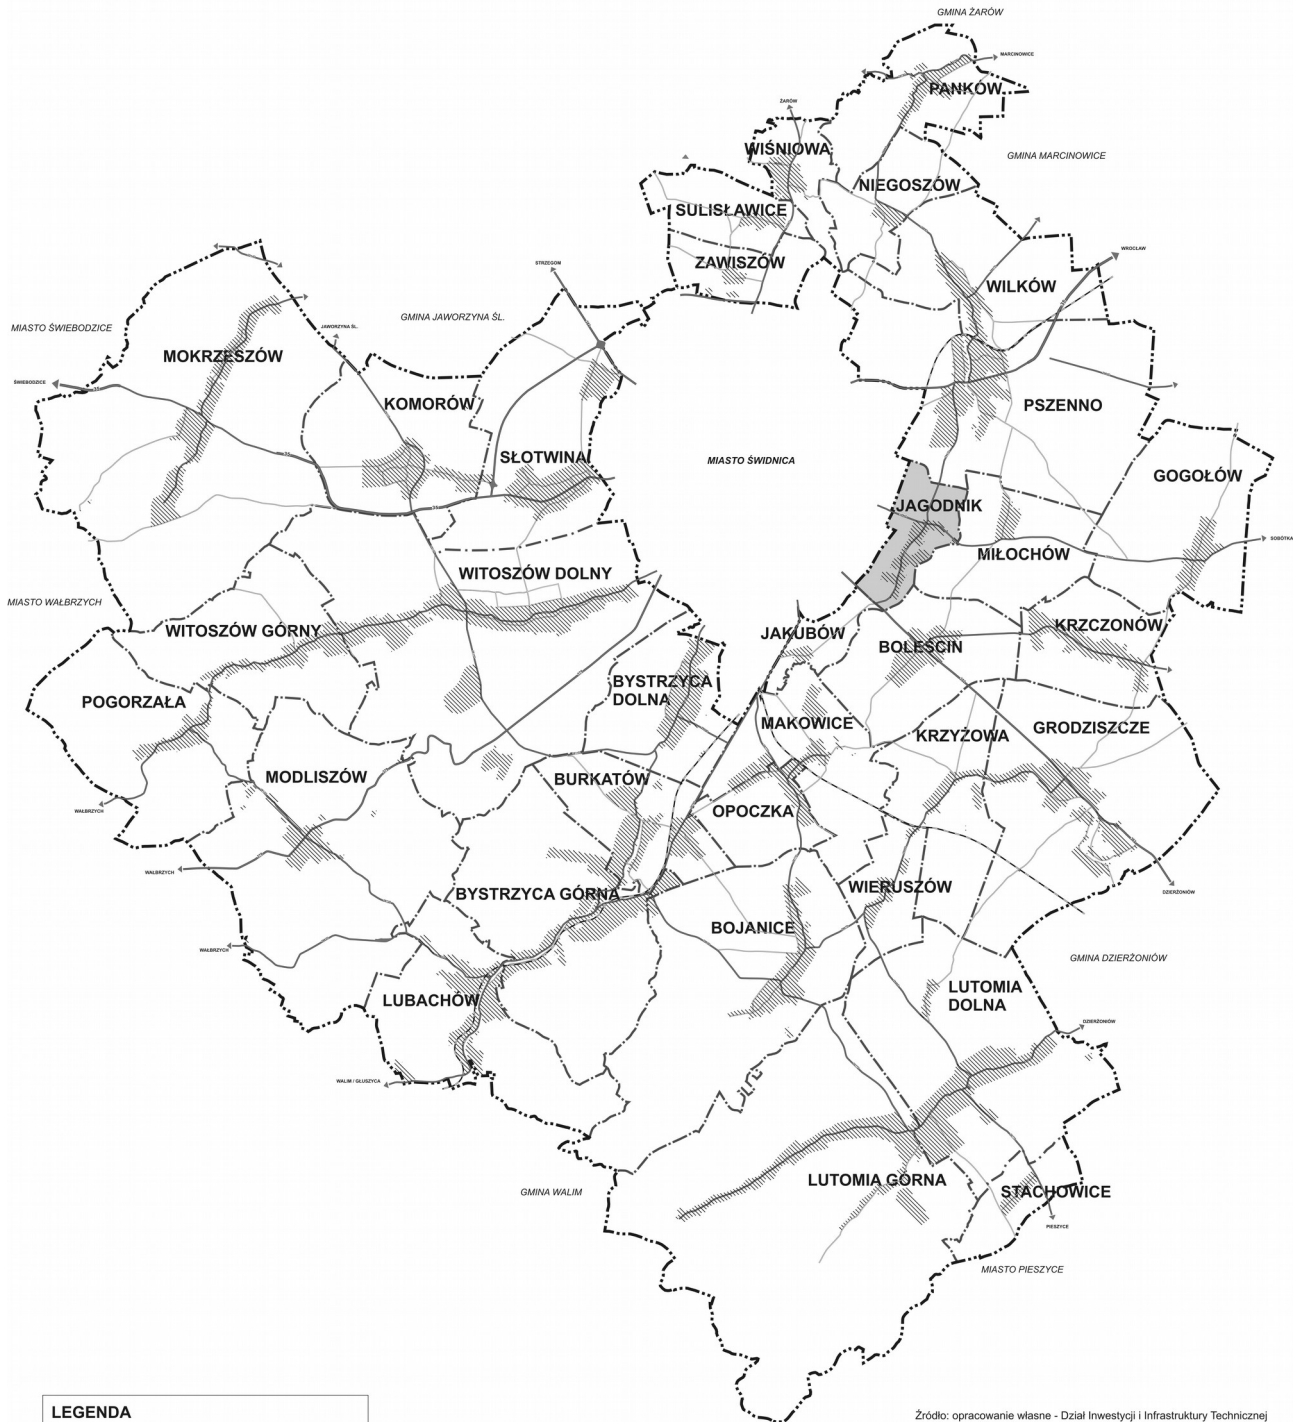 GMINA ŻARÓW
MARCINOWICE
PANKÓW
ŻARÓW
WIŚNIOWA
GMINA MARCINOWICE
NIEGOSZÓW
SULISŁAWICE
ZAWISZÓW
WROCŁAW
STRZEGOM
WILKÓW
GMINA JAWORZYNA ŚL.
MIASTO ŚWIEBODZICE
JAWORZYNA ŚL.
MOKRZESZÓW
ŚWIEBODZICE
KOMORÓW
PSZENNO
SŁOTWINA
MIASTO ŚWIDNICA
GOGOŁÓW
JAGODNIK
SOBÓTKA
MIŁOCHÓW
WITOSZÓW DOLNY
MIASTO WAŁBRZYCH
WITOSZÓW GÓRNY
JAKUBÓW
KRZCZONÓW
BOLEŚCIN
BYSTRZYCA
DOLNA
POGORZAŁA
MAKOWICE
KRZYŻOWA
GRODZISZCZE
MODLISZÓW
BURKATÓW
WAŁBRZYCH
OPOCZKA
WAŁBRZYCH
DZIERŻONIÓW
BYSTRZYCA GÓRNA
WIERUSZÓW
BOJANICE
WAŁBRZYCH
GMINA DZIERŻONIÓW
LUBACHÓW
LUTOMIA
DOLNA
DZIERŻONIÓW
WALIM / GŁUSZYCA
LUTOMIA GÓRNA
STACHOWICE
GMINA WALIM
PIESZYCE
MIASTO PIESZYCE
LEGENDA
Źródło: opracowanie własne - Dział Inwestycji i Infrastruktury Technicznej